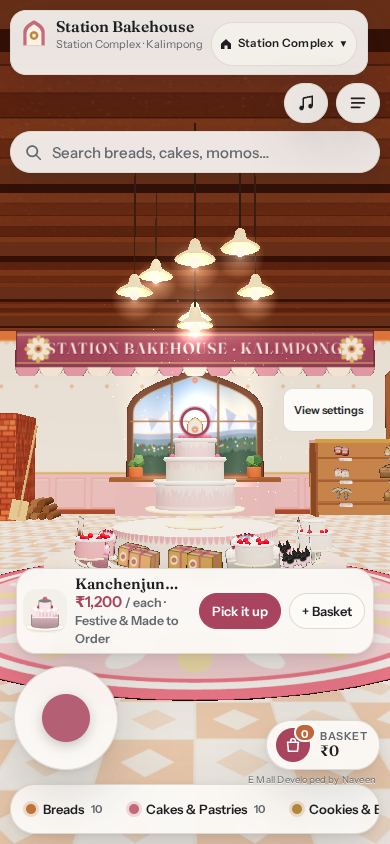 Station Bakehouse
Station Complex · Kalimpong
Station Complex ▾
Search breads, cakes, momos...
STATION BAKEHOUSE · KALIMPONG
View settings
Kanchenjun...
₹1,200 / each ·
Festive & Made to
Order
Pick it up
+ Basket
0
BASKET
₹0
E Mall Developed by Naveen
Breads 10
Cakes & Pastries 10
Cookies & B